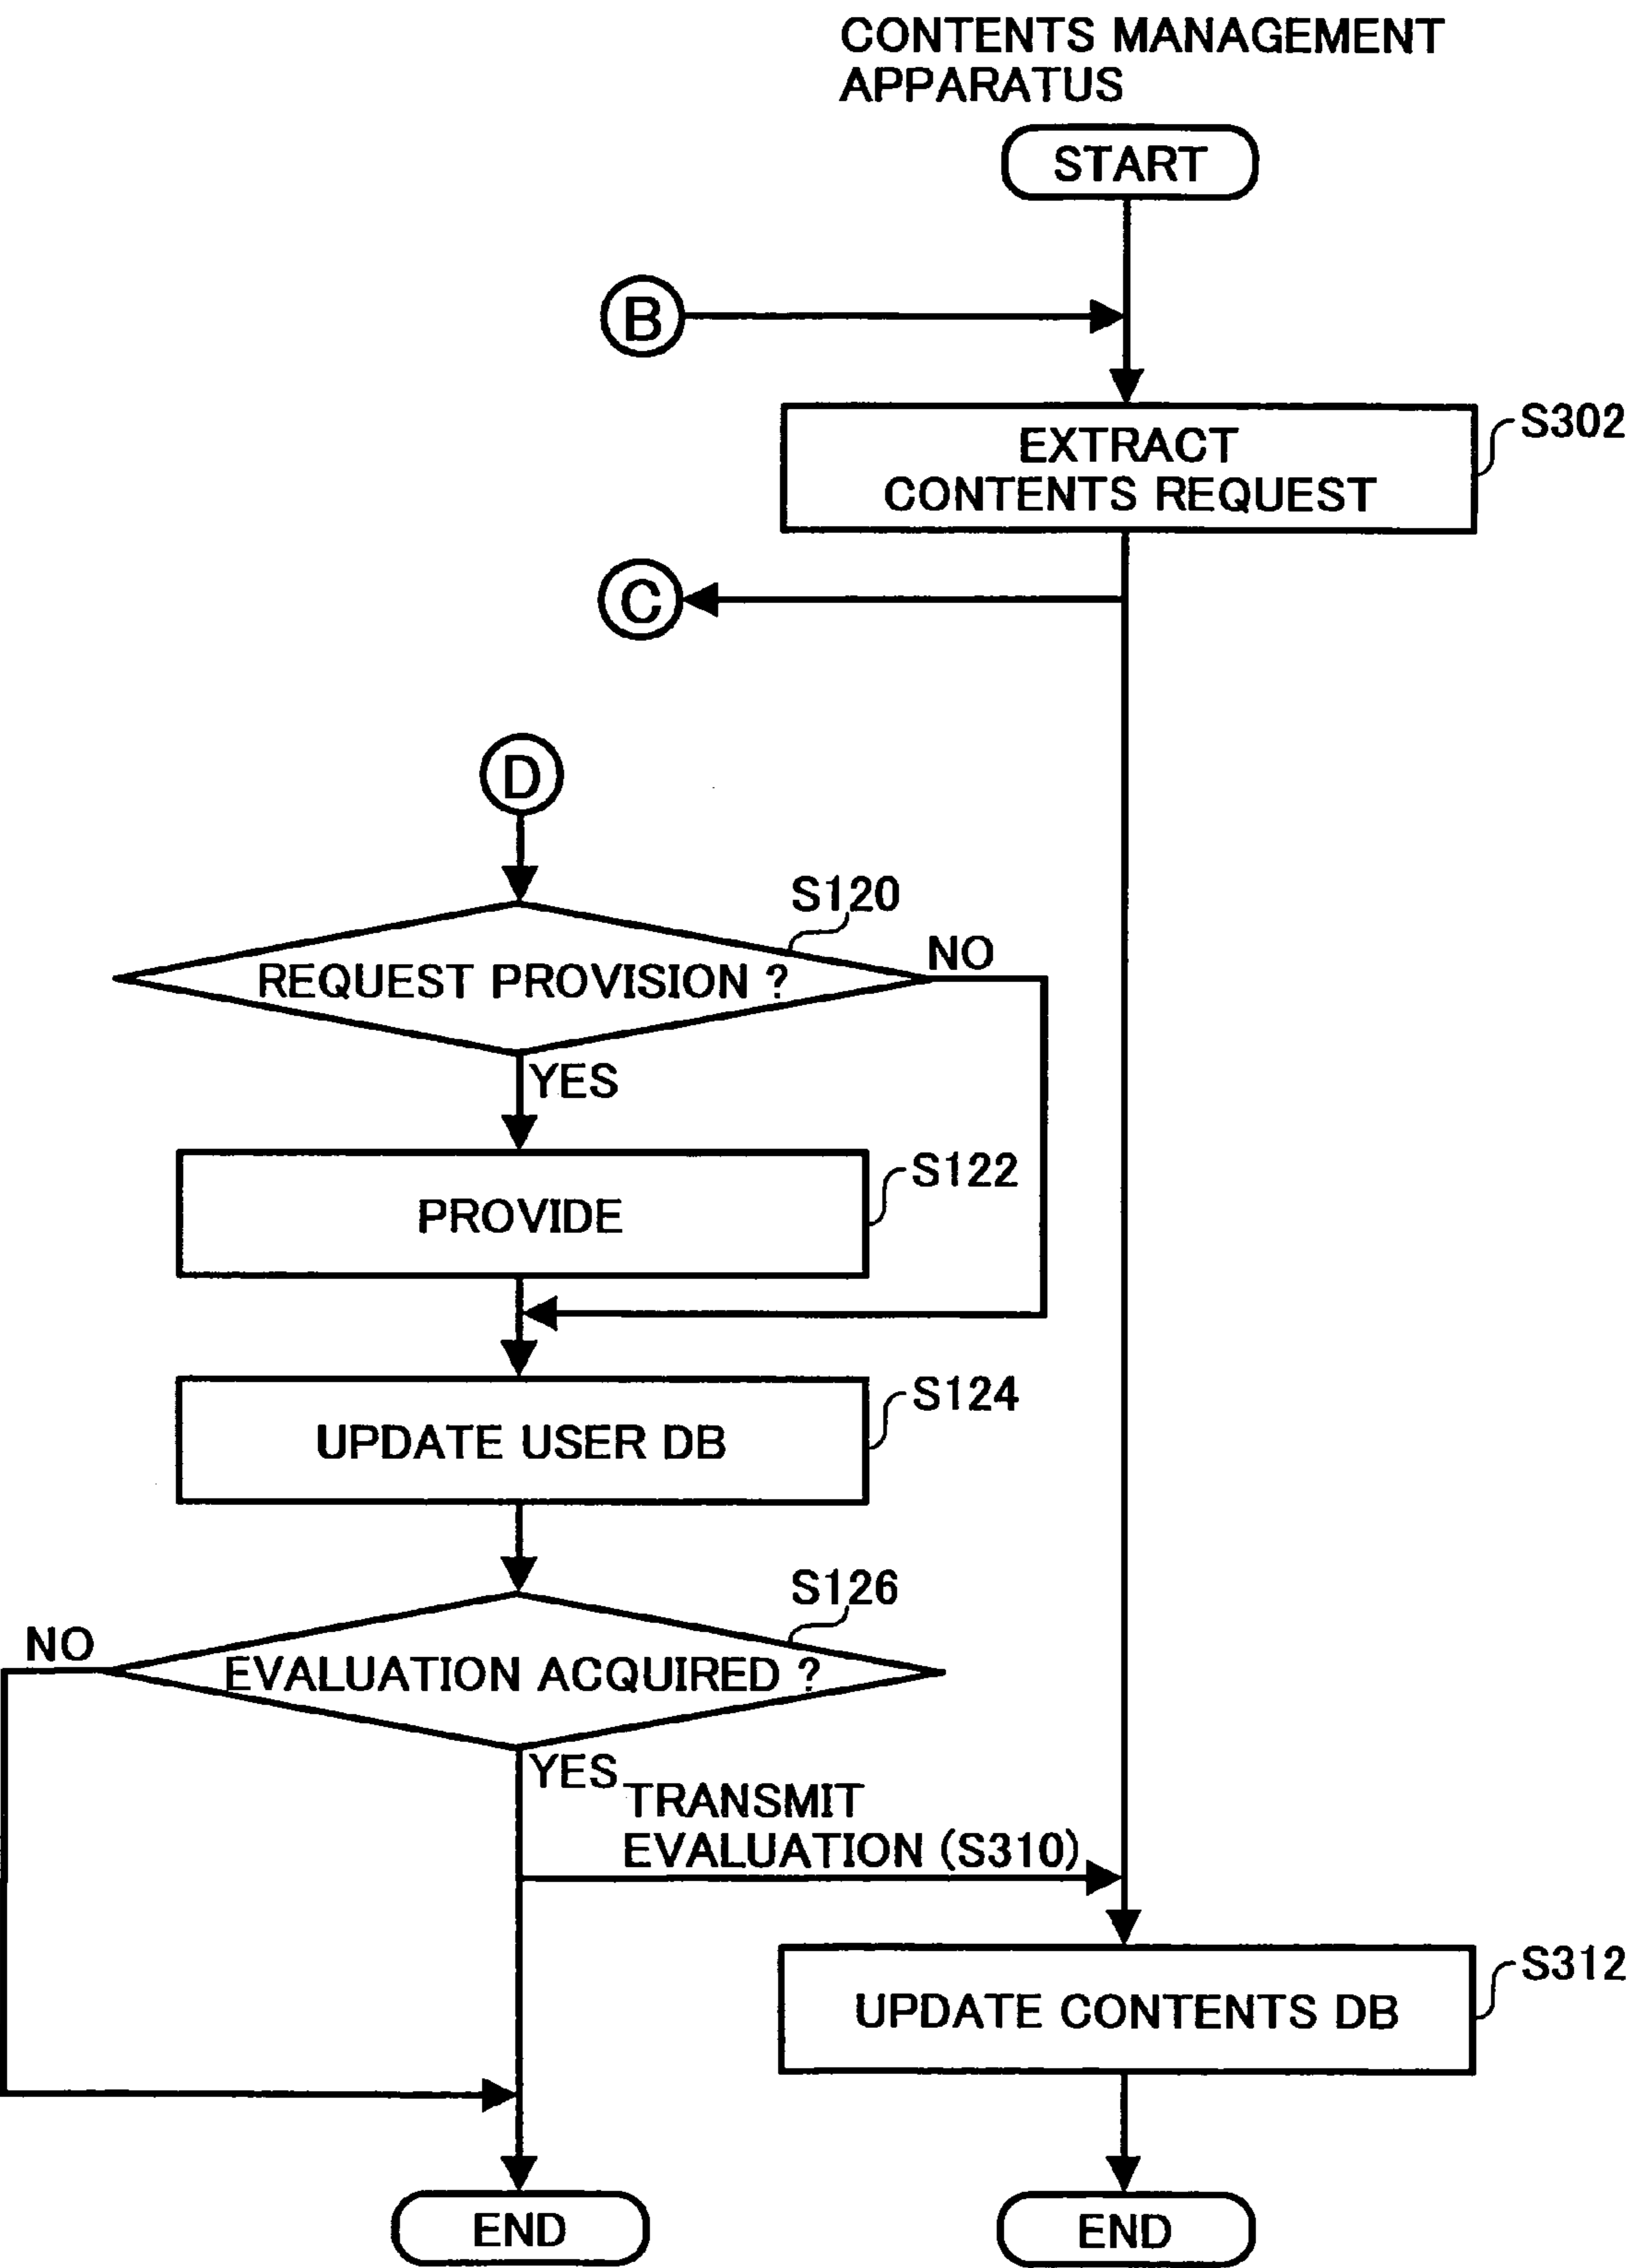 CONTENTS MANAGEMENT
APPARATUS
START
B
EXTRACT
CONTENTS REQUEST
S302
C
D
S120
REQUEST PROVISION ?
NO
YES
PROVIDE
S122
UPDATE USER DB
S124
S126
NO
EVALUATION ACQUIRED ?
YES
TRANSMIT
EVALUATION (S310)
UPDATE CONTENTS DB
S312
END
END